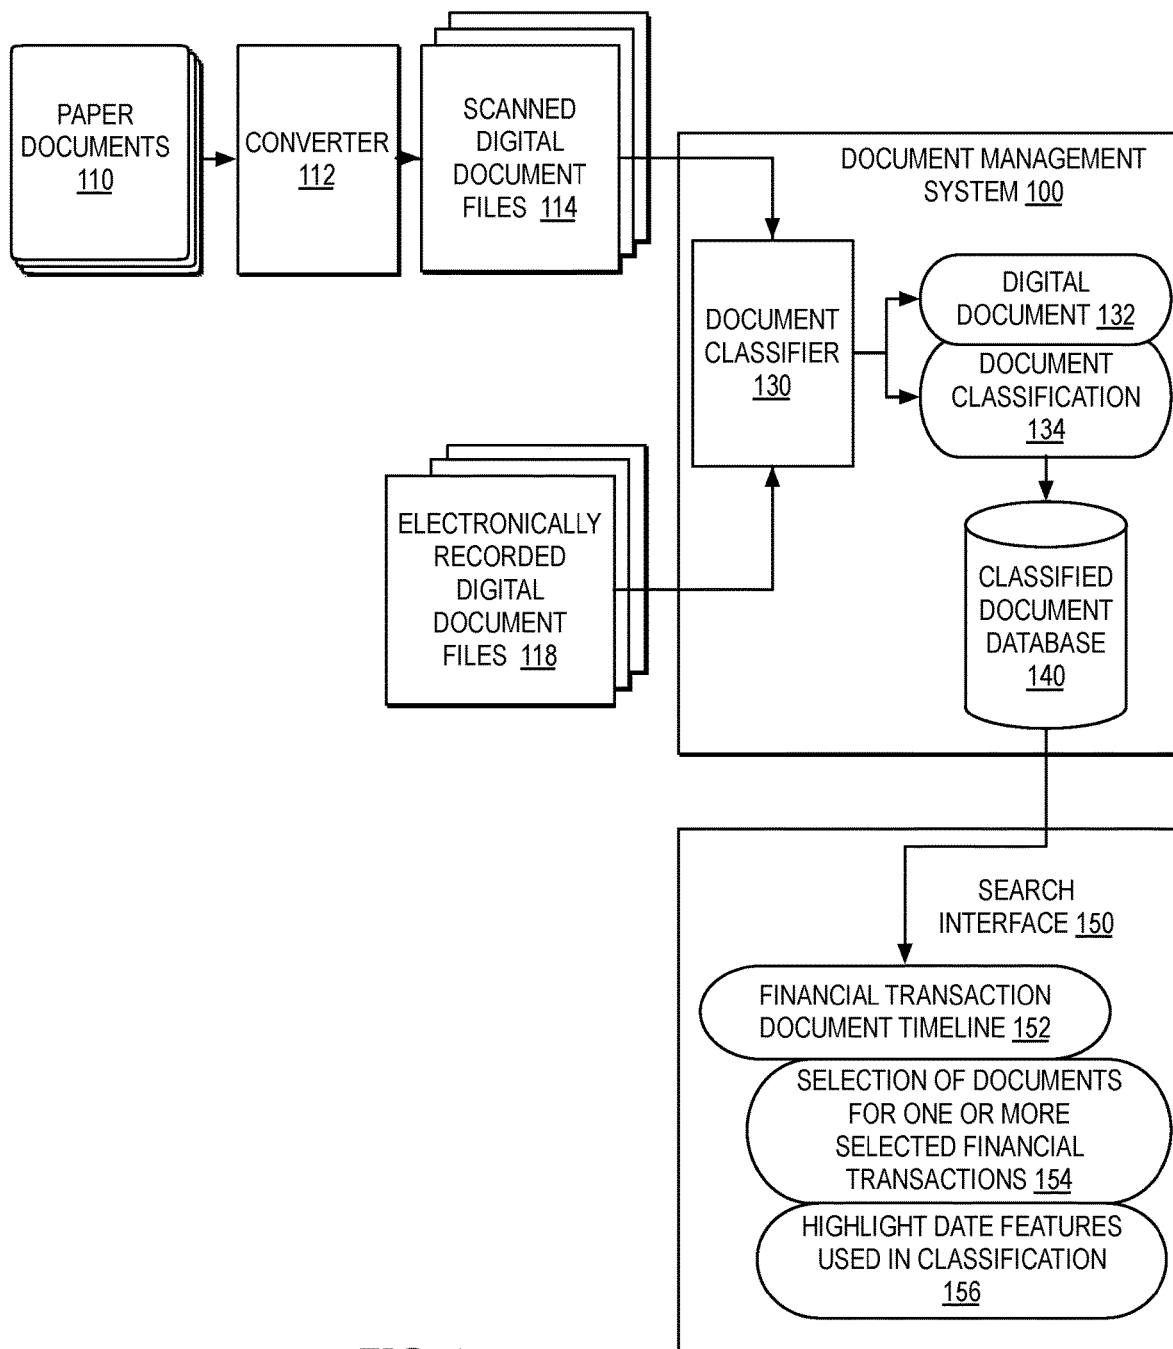 PAPER
DOCUMENTS
110
CONVERTER
112
SCANNED
DIGITAL
DOCUMENT
FILES 114
DOCUMENT MANAGEMENT
SYSTEM 100
DOCUMENT
CLASSIFIER
130
DIGITAL
DOCUMENT 132
DOCUMENT
CLASSIFICATION
134
ELECTRONICALLY
RECORDED
DIGITAL
DOCUMENT
FILES 118
CLASSIFIED
DOCUMENT
DATABASE
140
SEARCH
INTERFACE 150
FINANCIAL TRANSACTION
DOCUMENT TIMELINE 152
SELECTION OF DOCUMENTS
FOR ONE OR MORE
SELECTED FINANCIAL
TRANSACTIONS 154
HIGHLIGHT DATE FEATURES
USED IN CLASSIFICATION
156